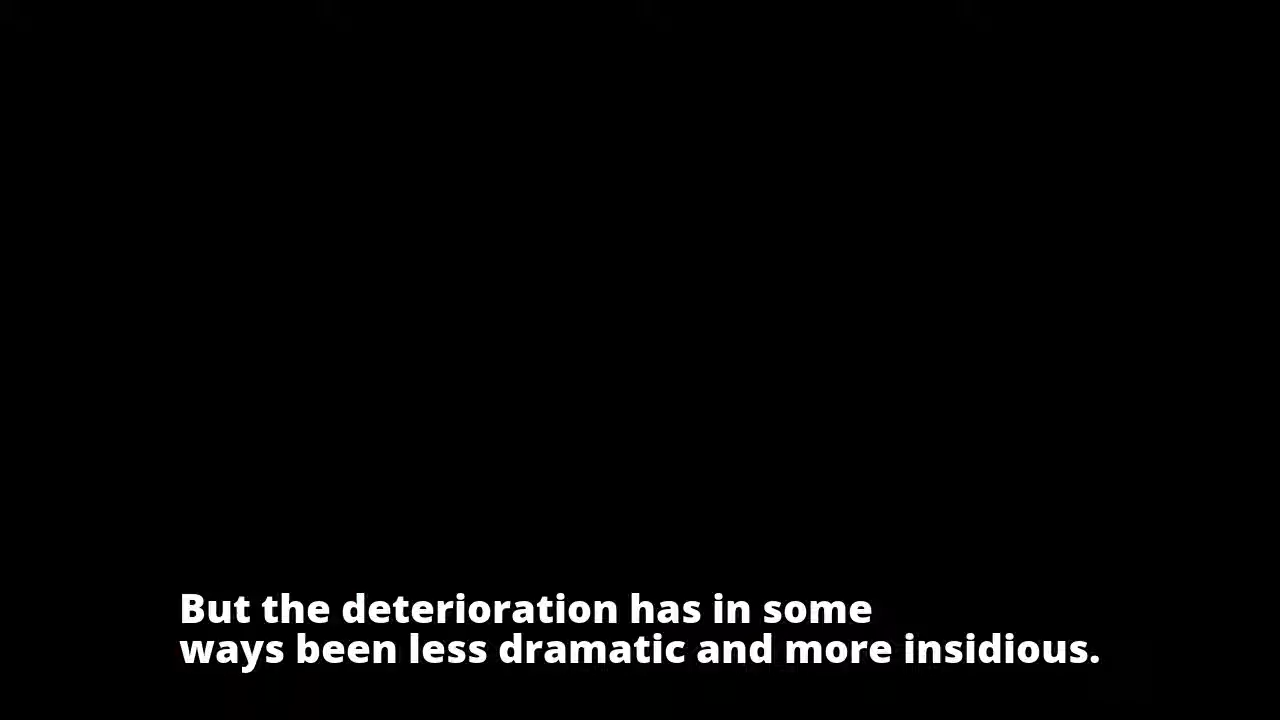 But the deterioration has in some
ways been less dramatic and more insidious.